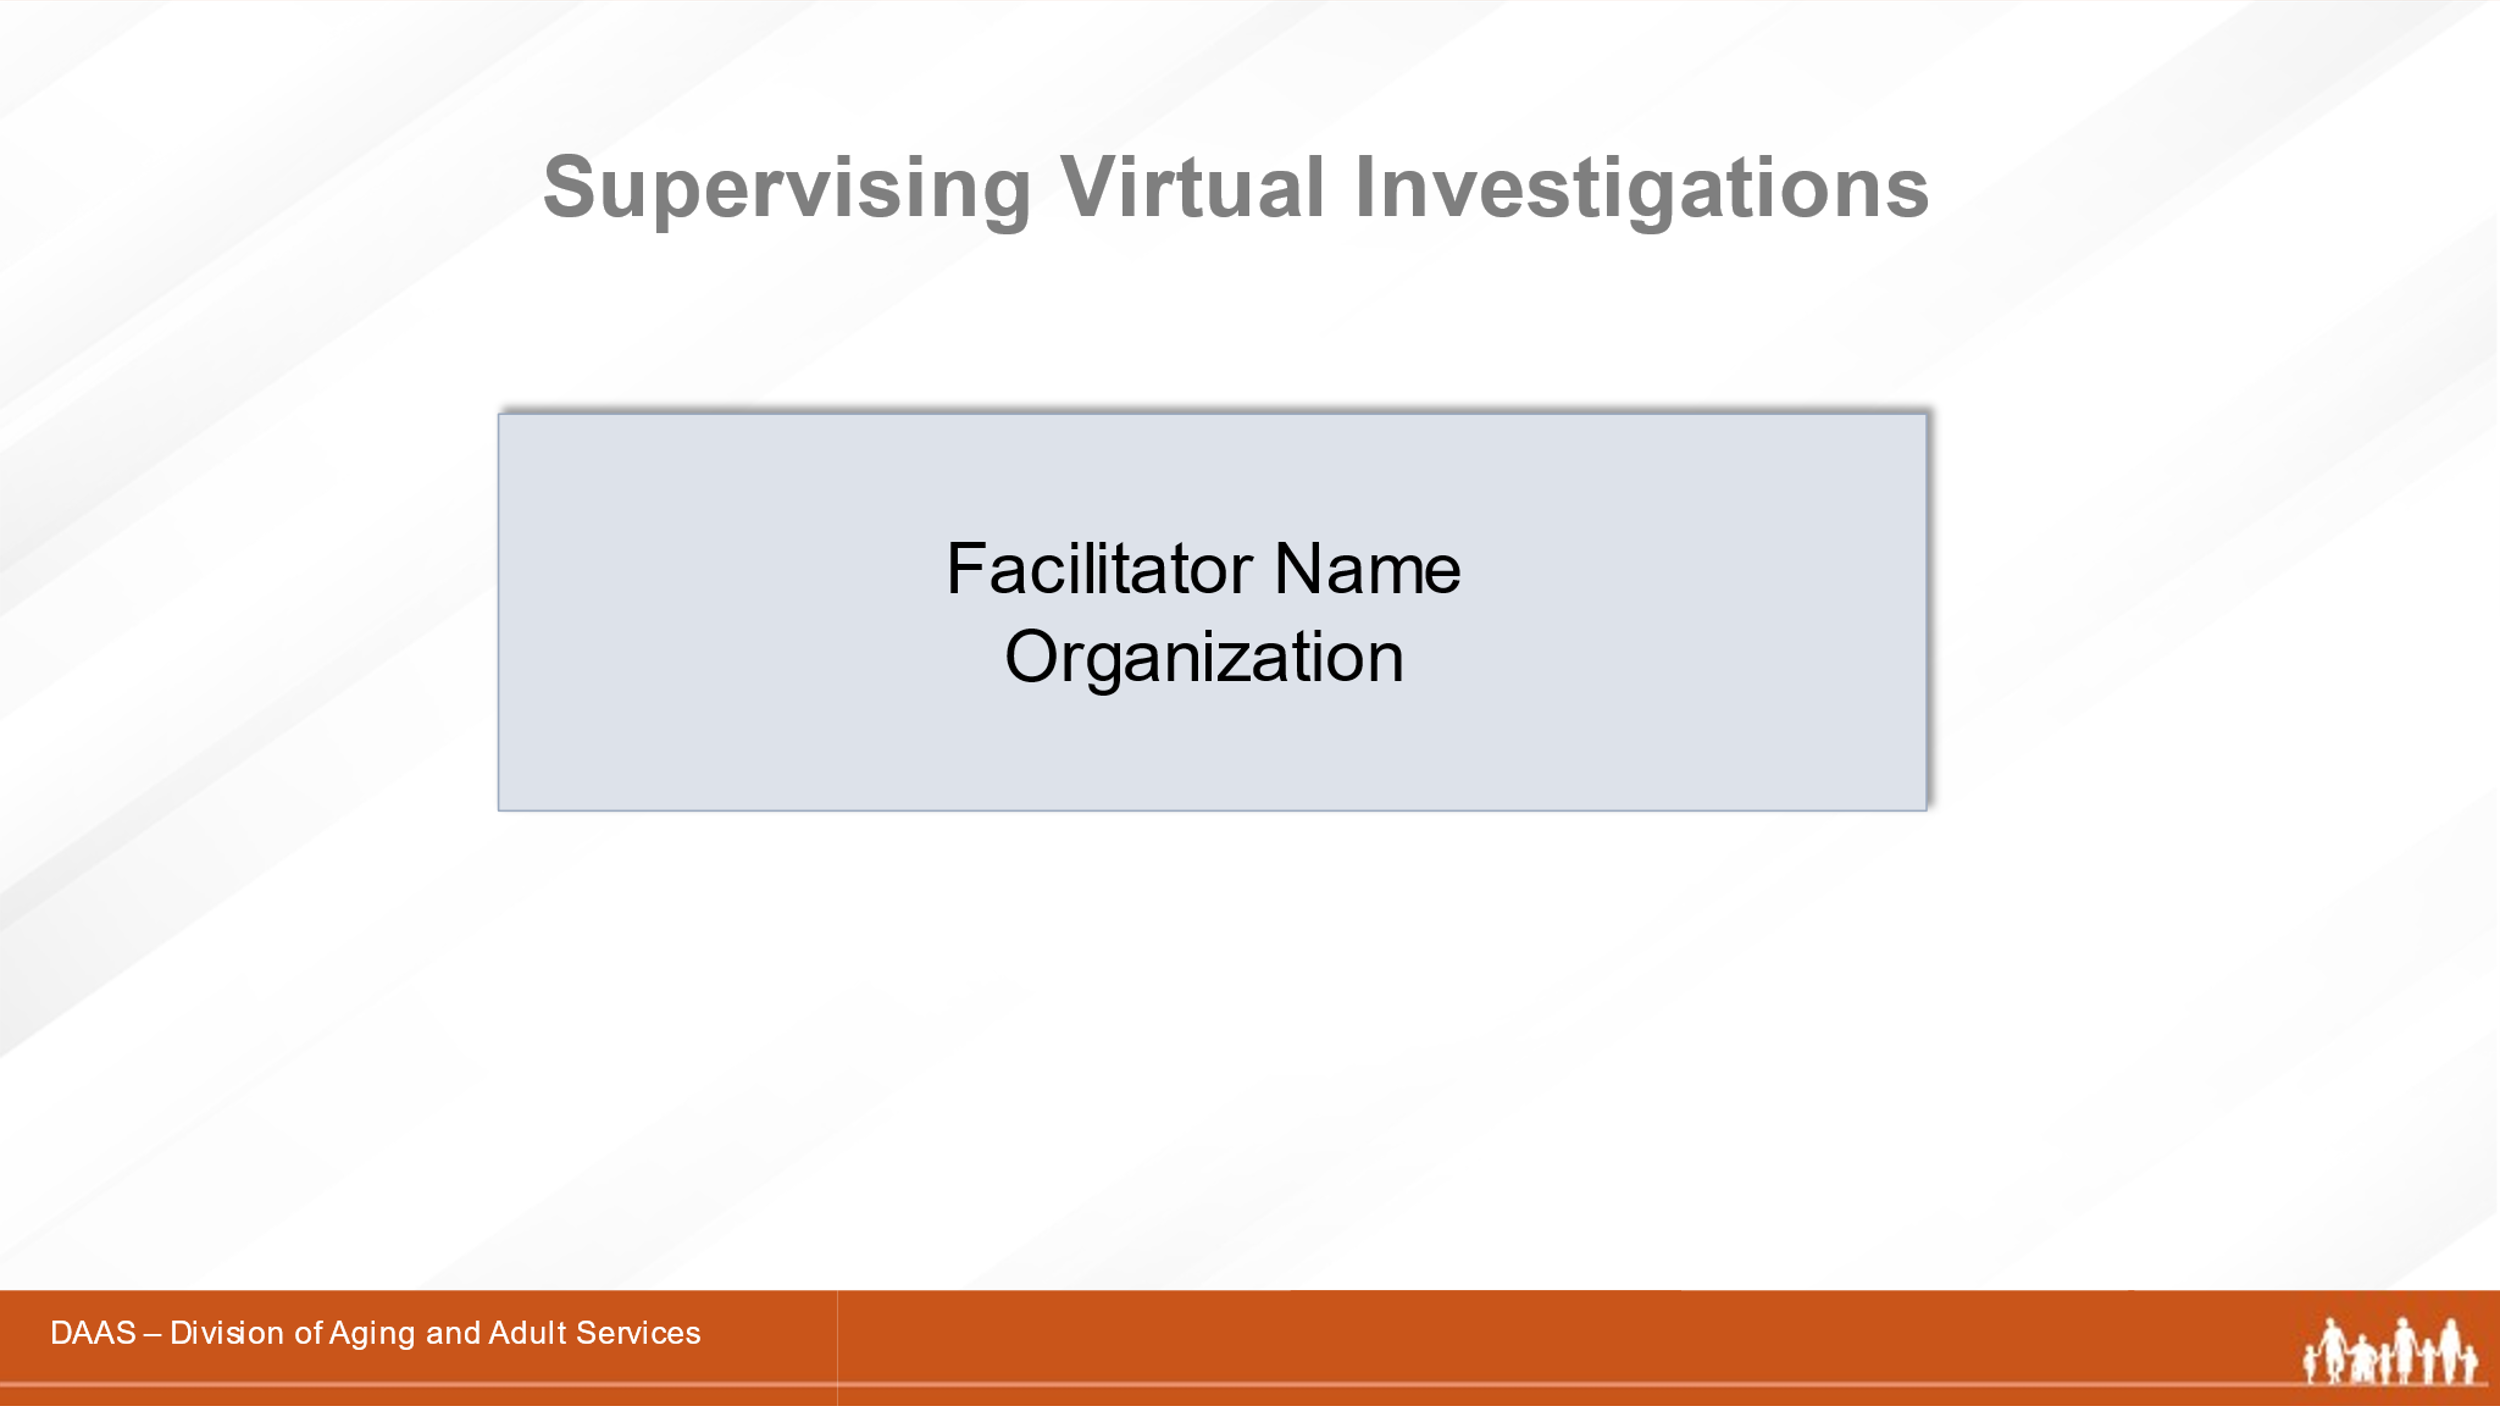 Supervising Virtual Investigations
Facilitator Name
Organization
DAAS – Division of Aging and Adult Services